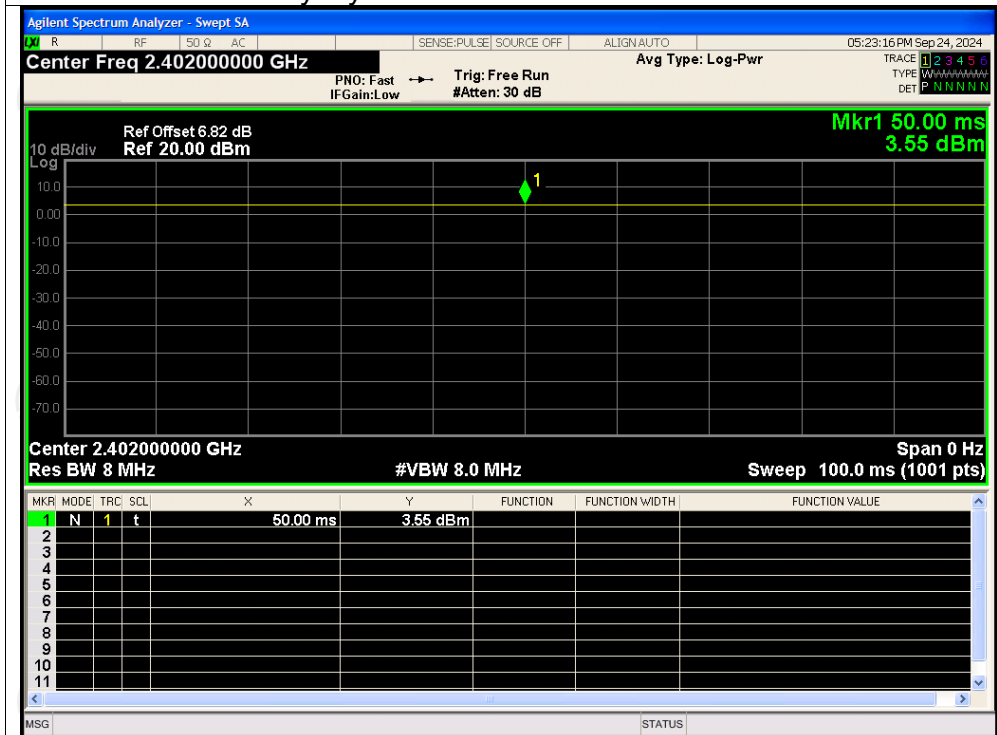 Agilent Spectrum Analyzer - Swept SA
LXI R RF 50 Ω AC SENSE:PULSE SOURCE OFF ALIGN AUTO 05:23:16 PM Sep 24, 2024
Center Freq 2.402000000 GHz Avg Type: Log-Pwr TRACE 1 2 3 4 5 6
PNO: Fast Trig: Free Run TYPE W
IFGain:Low #Atten: 30 dB DET P N N N N N
Mkr1 50.00 ms
Ref Offset 6.82 dB
10 dB/div Ref 20.00 dBm 3.55 dBm
Log
10.0
1
0.00
-10.0
-20.0
-30.0
-40.0
-50.0
-60.0
-70.0
Center 2.402000000 GHz Span 0 Hz
Res BW 8 MHz #VBW 8.0 MHz Sweep 100.0 ms (1001 pts)
MKR MODE TRC SCL X Y FUNCTION FUNCTION WIDTH FUNCTION VALUE
1 N 1 t 50.00 ms 3.55 dBm
2
3
4
5
6
7
8
9
10
11
MSG STATUS